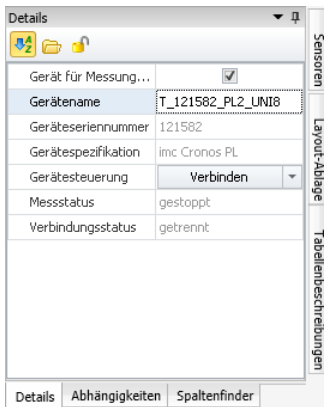 Details
Gerät für Messung...
Gerätename T_121582_PL2_UNI8
Geräteseriennummer 121582
Gerätespezifikation imc Cronos PL
Gerätesteuerung Verbinden
Messstatus gestoppt
Verbindungsstatus getrennt
Details Abhängigkeiten Spaltenfinder
Sensoren
Layout-Ablage
Tabellenbeschreibungen